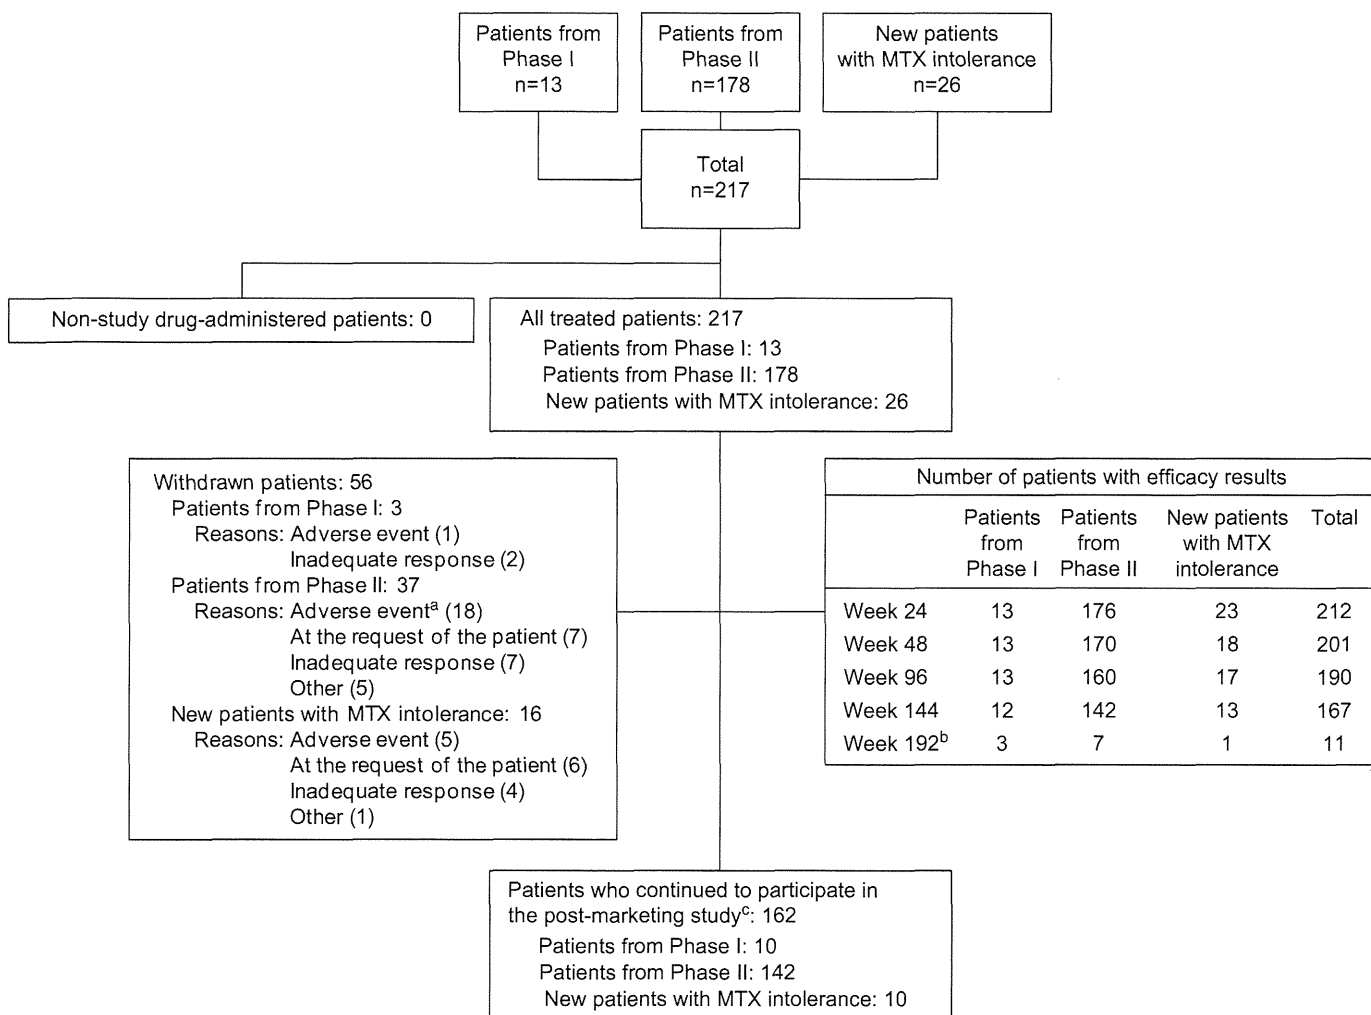 Patients from
Phase I
n=13
Patients from
Phase II
n=178
New patients
with MTX intolerance
n=26
Total
n=217
Non-study drug-administered patients: 0
All treated patients: 217
Patients from Phase I: 13
Patients from Phase II: 178
New patients with MTX intolerance: 26
Withdrawn patients: 56
Patients from Phase I: 3
Reasons: Adverse event (1)
Inadequate response (2)
Patients from Phase II: 37
Reasons: Adverse eventᵃ (18)
At the request of the patient (7)
Inadequate response (7)
Other (5)
New patients with MTX intolerance: 16
Reasons: Adverse event (5)
At the request of the patient (6)
Inadequate response (4)
Other (1)
Number of patients with efficacy results
Patients from Phase I Patients from Phase II New patients with MTX intolerance Total
Week 24 13 176 23 212
Week 48 13 170 18 201
Week 96 13 160 17 190
Week 144 12 142 13 167
Week 192ᵇ 3 7 1 11
Patients who continued to participate in
the post-marketing studyᶜ: 162
Patients from Phase I: 10
Patients from Phase II: 142
New patients with MTX intolerance: 10